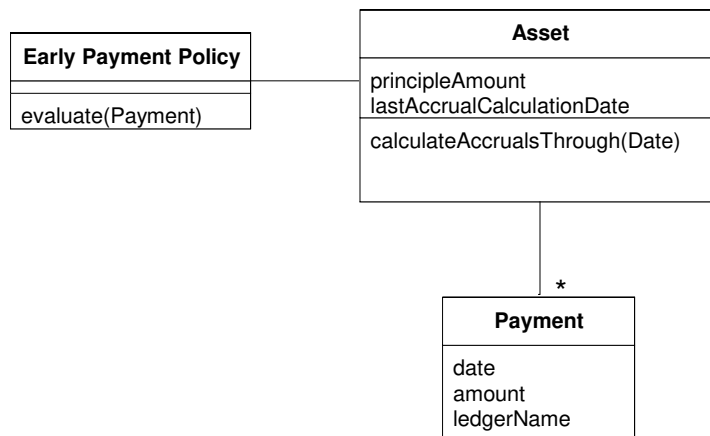 Early Payment Policy
evaluate(Payment)
Asset
principleAmount
lastAccrualCalculationDate
calculateAccrualsThrough(Date)
*
Payment
date
amount
ledgerName